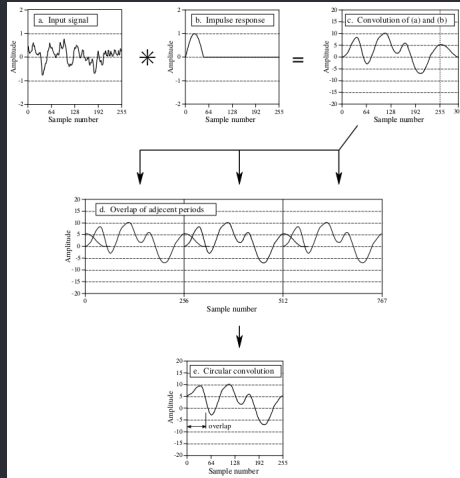 a. Input signal
Amplitude
2
1
0
-1
-2
0 64 128 192 255
Sample number
*
b. Impulse response
Amplitude
2
1
0
-1
-2
0 64 128 192 255
Sample number
=
c. Convolution of (a) and (b)
Amplitude
20
15
10
5
0
-5
-10
-15
-20
0 64 128 192 255 30
Sample number
d. Overlap of adjecent periods
Amplitude
20
15
10
5
0
-5
-10
-15
-20
0 256 512 767
Sample number
e. Circular convolution
Amplitude
20
15
10
5
0
-5
-10
-15
-20
overlap
0 64 128 192 255
Sample number